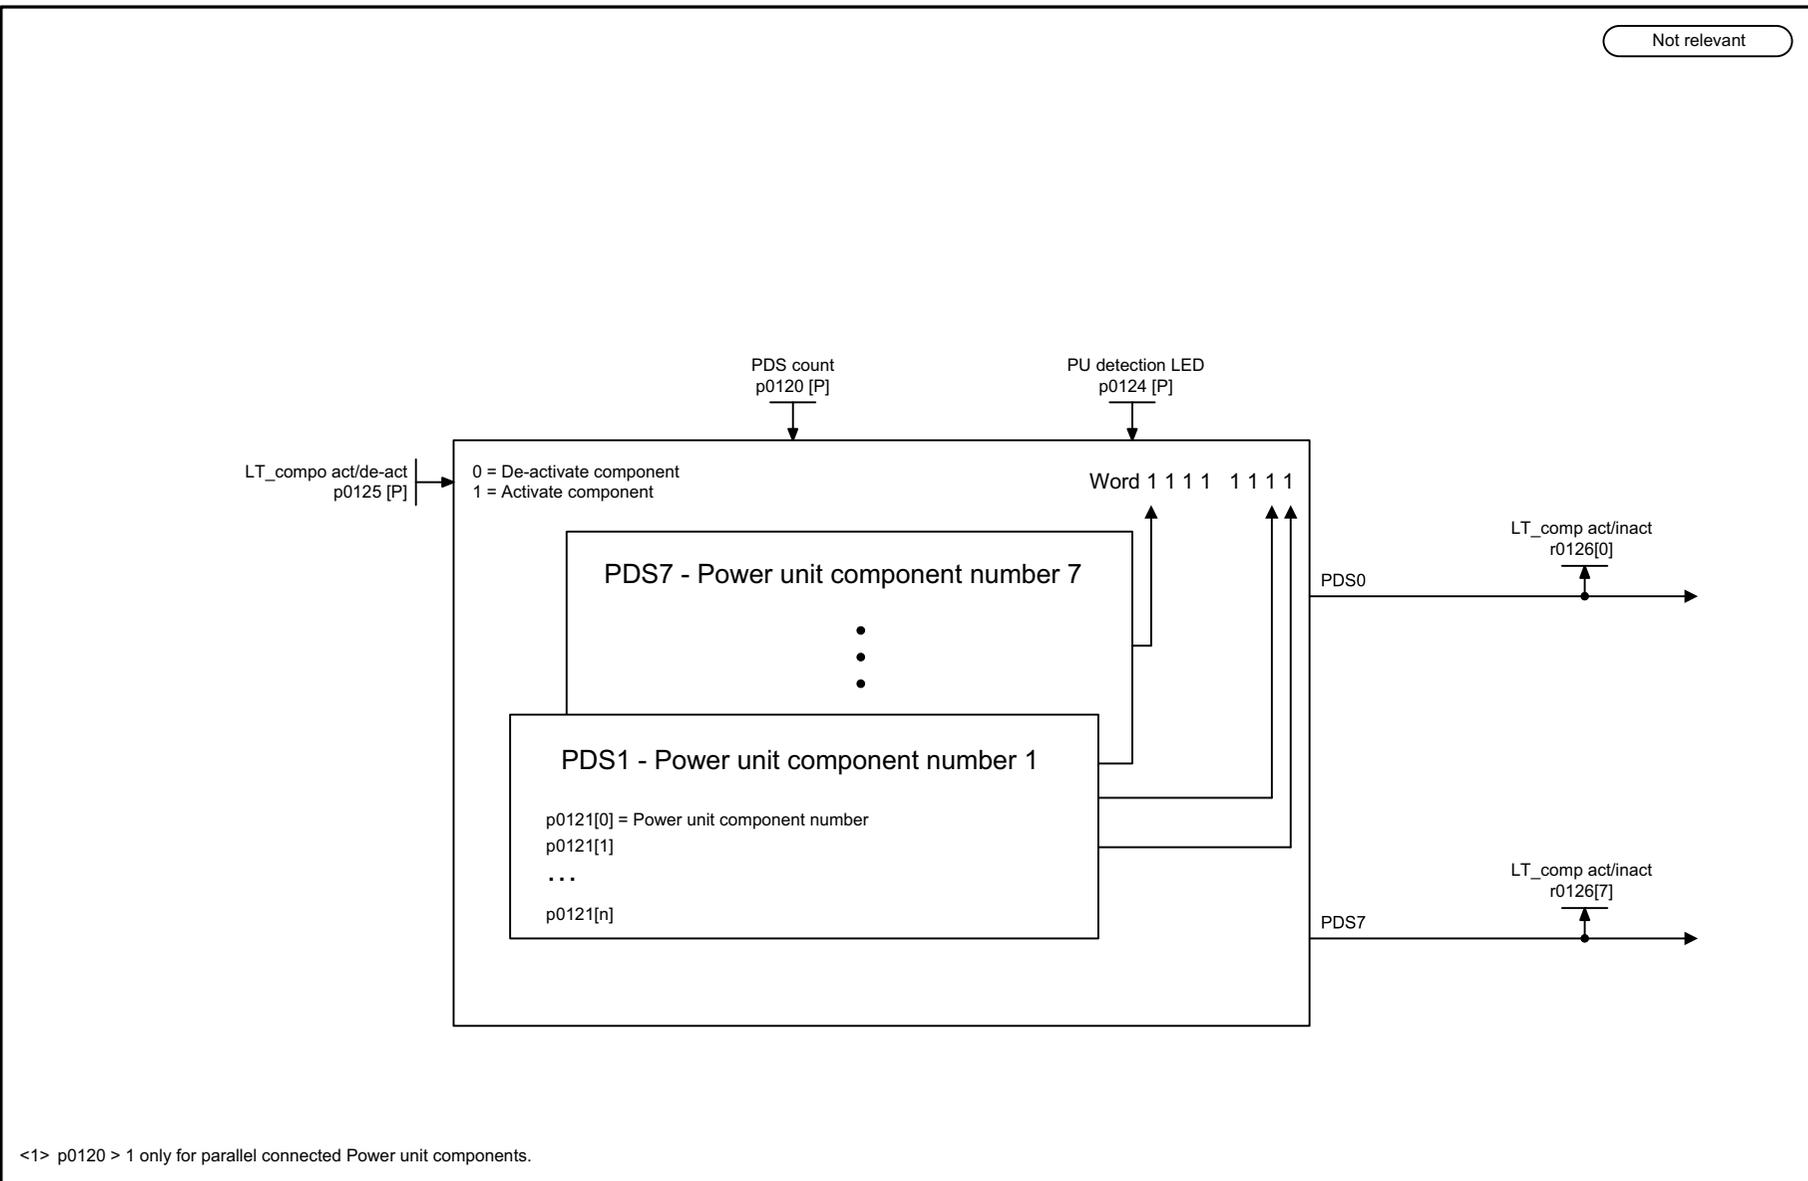 Not relevant
PDS count
p0120 [P]
PU detection LED
p0124 [P]
LT_compo act/de-act
p0125 [P]
0 = De-activate component
1 = Activate component
Word 1 1 1 1 1 1 1 1
LT_comp act/inact
r0126[0]
PDS7 - Power unit component number 7
PDS0
PDS1 - Power unit component number 1
p0121[0] = Power unit component number
p0121[1]
...
p0121[n]
LT_comp act/inact
r0126[7]
PDS7
<1> p0120 > 1 only for parallel connected Power unit components.